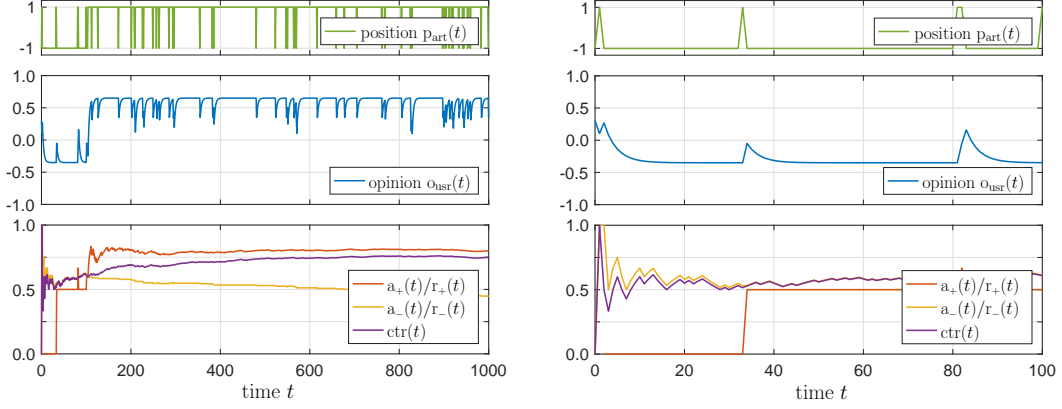 1
-1
position p_art(t)
1.0
0.5
0.0
-0.5
-1.0
opinion o_usr(t)
1.0
0.5
0.0
a_+(t)/r_+(t)
a_−(t)/r_−(t)
ctr(t)
0 200 400 600 800 1000
time t
1
-1
position p_art(t)
1.0
0.5
0.0
-0.5
-1.0
opinion o_usr(t)
1.0
0.5
0.0
a_+(t)/r_+(t)
a_−(t)/r_−(t)
ctr(t)
0 20 40 60 80 100
time t